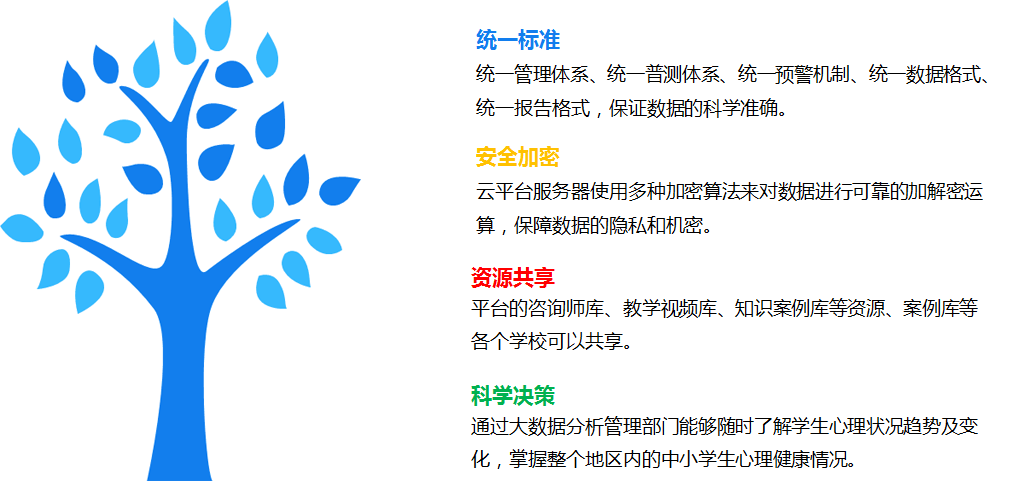 统一标准
统一管理体系、统一普测体系、统一预警机制、统一数据格式、
统一报告格式，保证数据的科学准确。
安全加密
云平台服务器使用多种加密算法来对数据进行可靠的加解密运
算，保障数据的隐私和机密。
资源共享
平台的咨询师库、教学视频库、知识案例库等资源、案例库等
各个学校可以共享。
科学决策
通过大数据分析管理部门能够随时了解学生心理状况趋势及变
化，掌握整个地区内的中小学生心理健康情况。